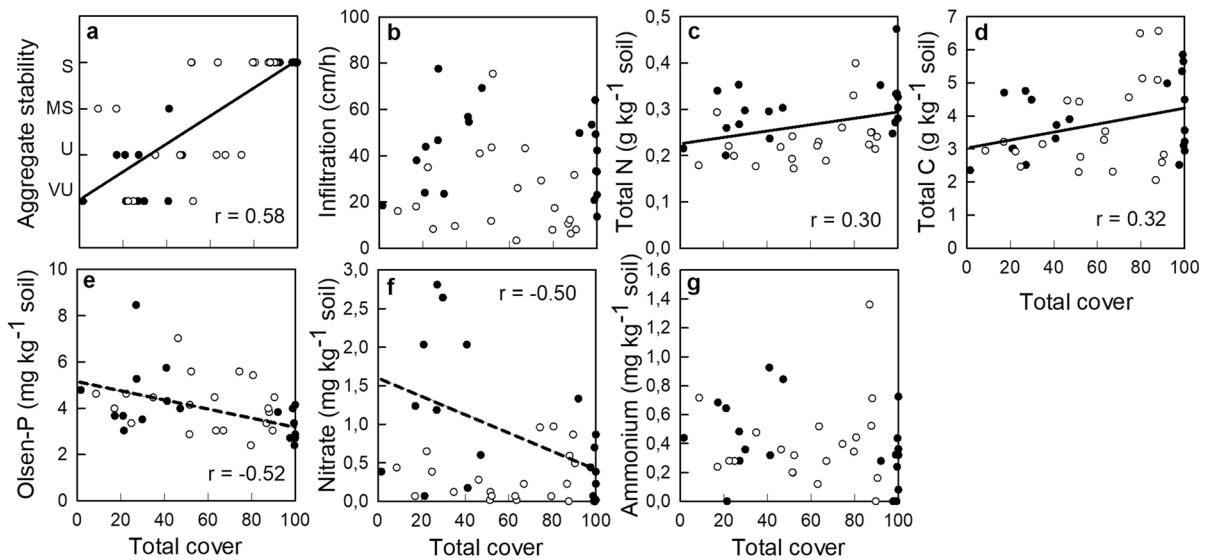 a
Aggregate stability
S
MS
U
VU
r = 0.58
b
Infiltration (cm/h)
100
80
60
40
20
0
c
Total N (g kg-1 soil)
0,5
0,4
0,3
0,2
0,1
0,0
r = 0.30
d
Total C (g kg-1 soil)
7
6
5
4
3
2
1
0
r = 0.32
0 20 40 60 80 100
Total cover
e
Olsen-P (mg kg-1 soil)
10
8
6
4
2
0
r = -0.52
0 20 40 60 80 100
Total cover
f
Nitrate (mg kg-1 soil)
3,0
2,5
2,0
1,5
1,0
0,5
0,0
r = -0.50
0 20 40 60 80 100
Total cover
g
Ammonium (mg kg-1 soil)
1,6
1,4
1,2
1,0
0,8
0,6
0,4
0,2
0,0
0 20 40 60 80 100
Total cover